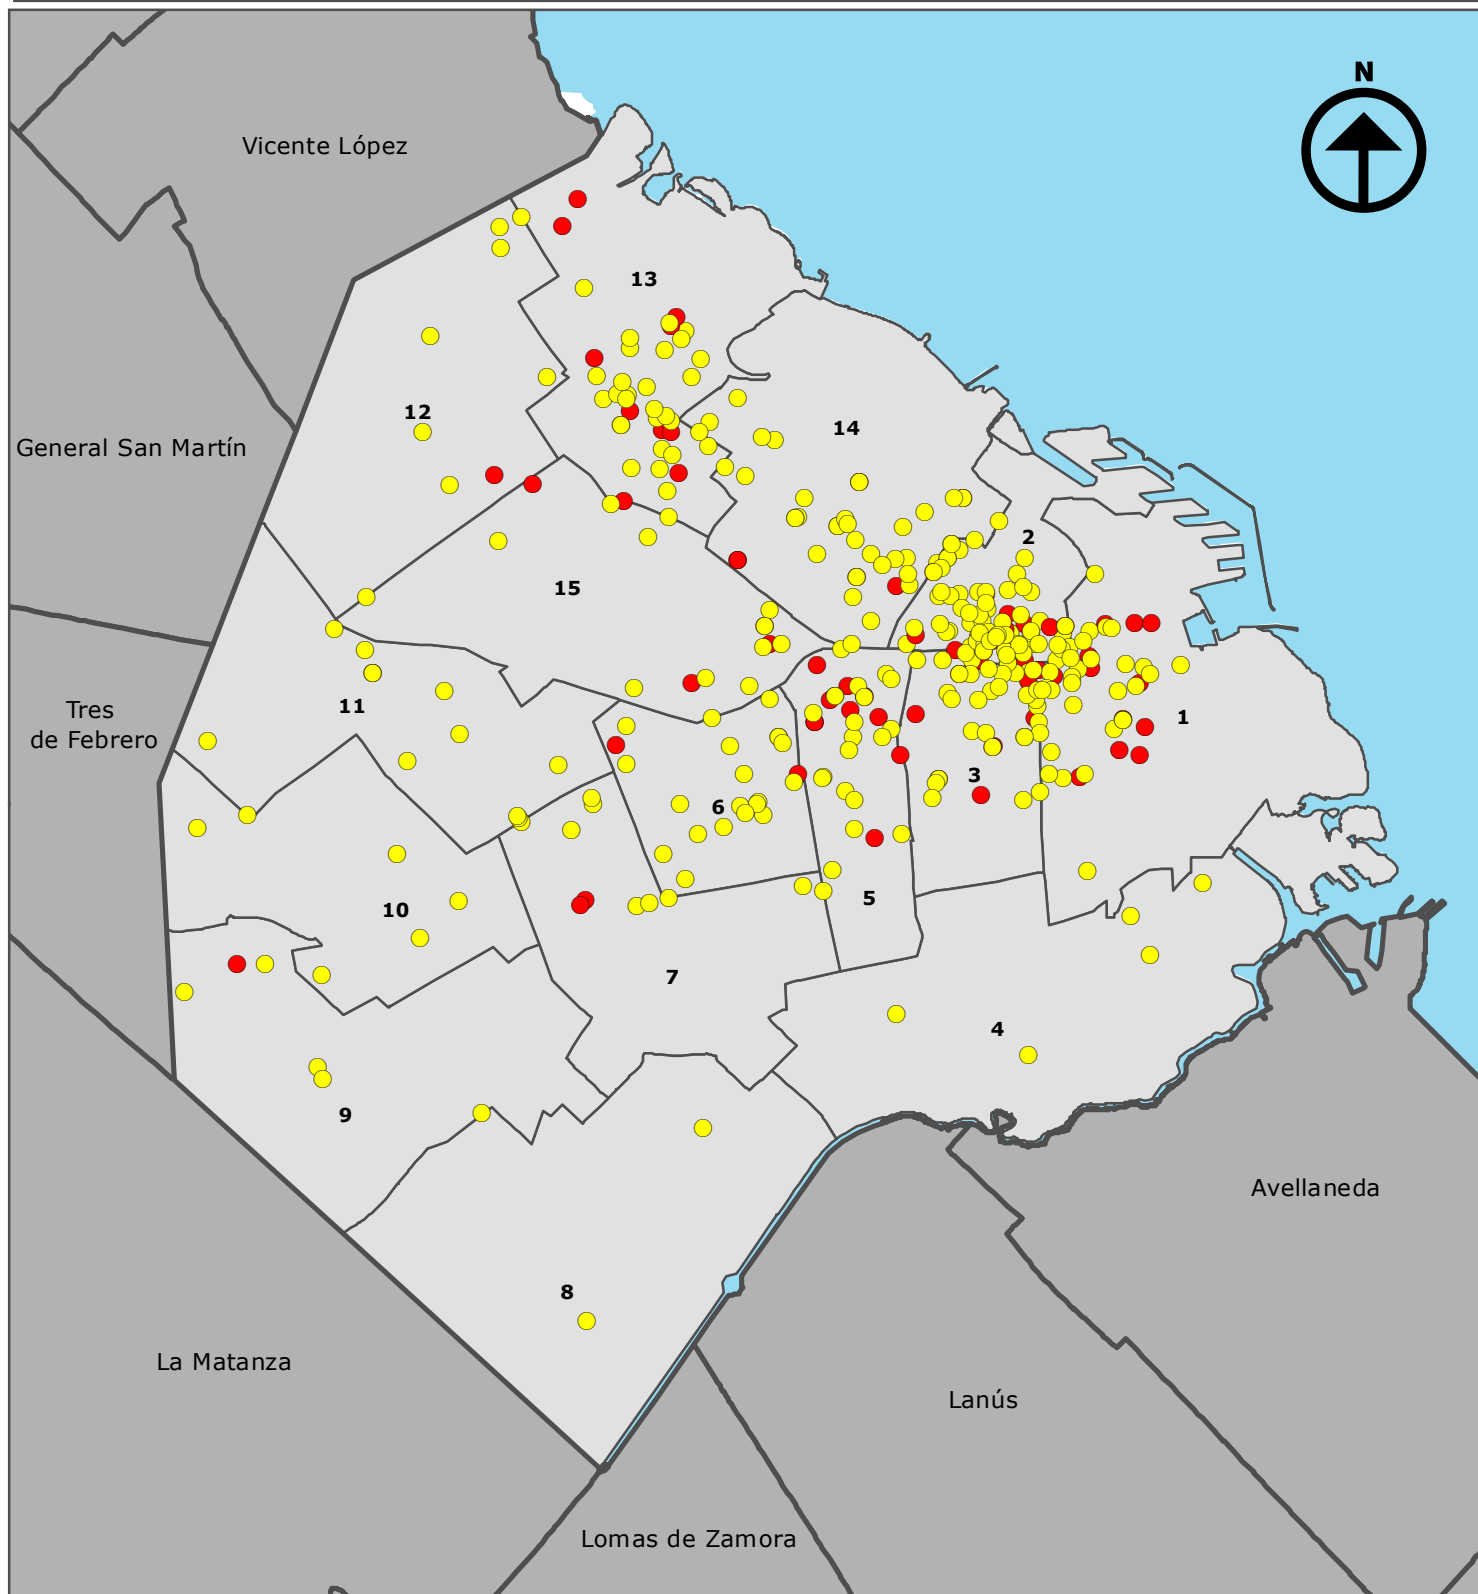 N
Vicente López
13
12
14
General San Martín
2
15
Tres
de Febrero
11
1
3
6
5
10
7
4
9
Avellaneda
8
La Matanza
Lanús
Lomas de Zamora